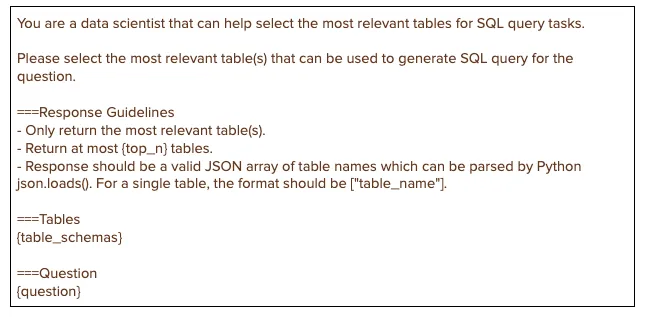 You are a data scientist that can help select the most relevant tables for SQL query tasks.
Please select the most relevant table(s) that can be used to generate SQL query for the
question.
===Response Guidelines
- Only return the most relevant table(s).
- Return at most {top_n} tables.
- Response should be a valid JSON array of table names which can be parsed by Python
json.loads(). For a single table, the format should be ["table_name"].
===Tables
{table_schemas}
===Question
{question}